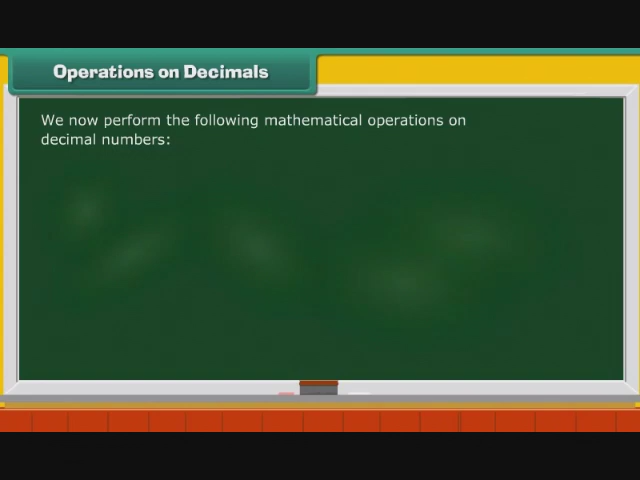 Operations on Decimals
We now perform the following mathematical operations on
decimal numbers: